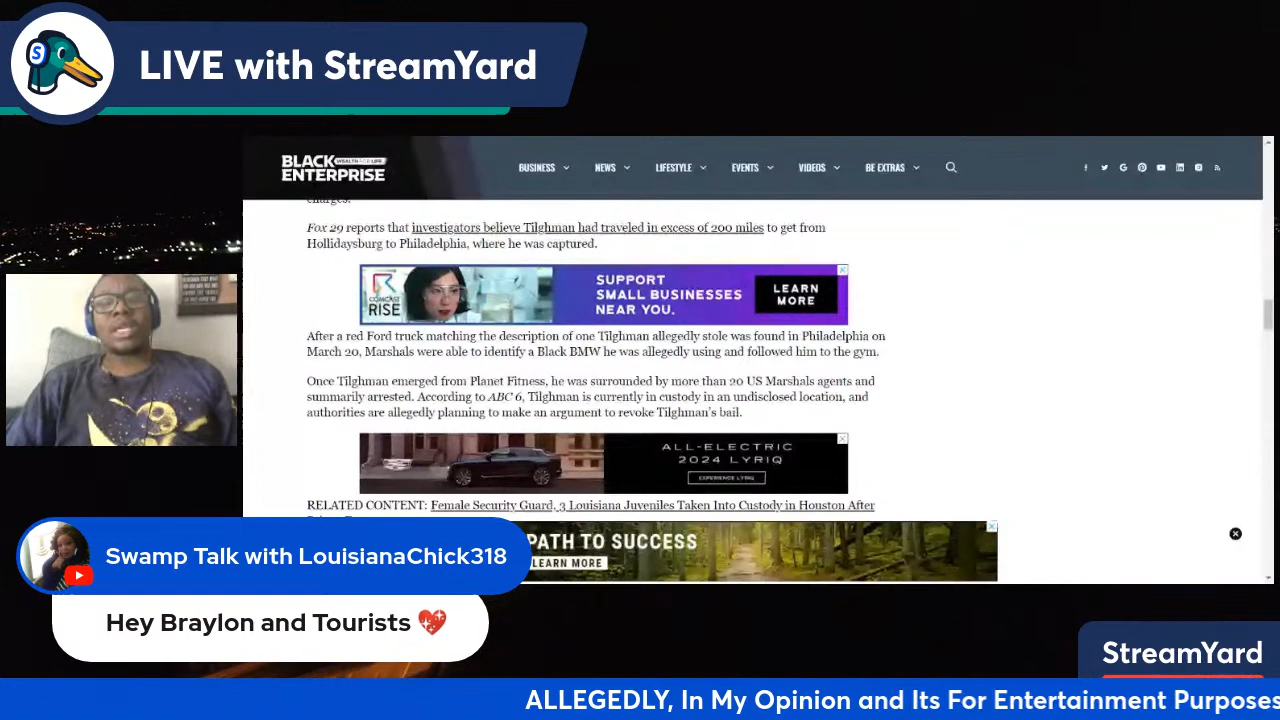 S
LIVE with StreamYard
BLACK WEALTH FOR LIFE
ENTERPRISE
BUSINESS NEWS LIFESTYLE EVENTS VIDEOS BE EXTRAS
charges.
Fox 29 reports that investigators believe Tilghman had traveled in excess of 200 miles to get from
Hollidaysburg to Philadelphia, where he was captured.
COMCAST
RISE
SUPPORT
SMALL BUSINESSES
NEAR YOU.
LEARN
MORE
After a red Ford truck matching the description of one Tilghman allegedly stole was found in Philadelphia on
March 20, Marshals were able to identify a Black BMW he was allegedly using and followed him to the gym.
Once Tilghman emerged from Planet Fitness, he was surrounded by more than 20 US Marshals agents and
summarily arrested. According to ABC 6, Tilghman is currently in custody in an undisclosed location, and
authorities are allegedly planning to make an argument to revoke Tilghman's bail.
ALL-ELECTRIC
2024 LYRIQ
EXPERIENCE LYRIQ
RELATED CONTENT: Female Security Guard, 3 Louisiana Juveniles Taken Into Custody in Houston After
PATH TO SUCCESS
LEARN MORE
Swamp Talk with LouisianaChick318
Hey Braylon and Tourists 💖
StreamYard
ALLEGEDLY, In My Opinion and Its For Entertainment Purposes